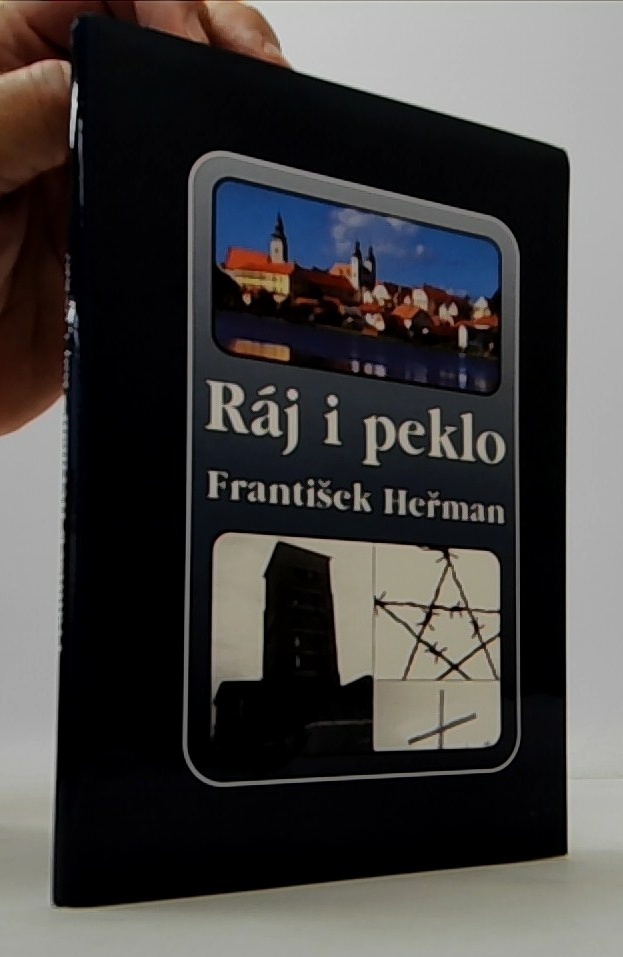 Ráj i peklo
František Heřman